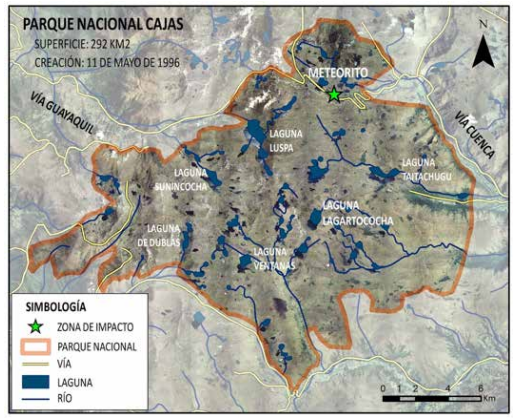 PARQUE NACIONAL CAJAS
SUPERFICIE: 292 KM2
CREACIÓN: 11 DE MAYO DE 1996
N
METEORITO
VÍA GUAYAQUIL
VÍA CUENCA
LAGUNA
LUSPA
LAGUNA
SUNINCOCHA
LAGUNA
TAITACHUGU
LAGUNA
LAGARTOCOCHA
LAGUNA
DE DUBLAS
LAGUNA
VENTANAS
SIMBOLOGÍA
ZONA DE IMPACTO
PARQUE NACIONAL
VÍA
LAGUNA
RÍO
0 2 4 6
Km